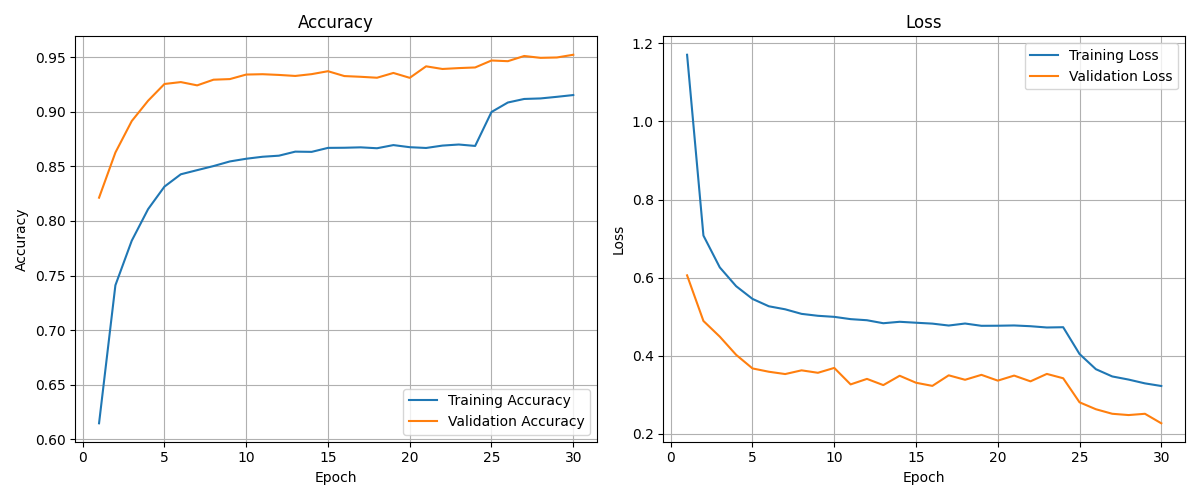 Accuracy
0.95
0.90
0.85
0.80
0.75
0.70
0.65
0.60
Accuracy
Training Accuracy
Validation Accuracy
0 5 10 15 20 25 30
Epoch
Loss
1.2
1.0
0.8
0.6
0.4
0.2
Loss
Training Loss
Validation Loss
0 5 10 15 20 25 30
Epoch